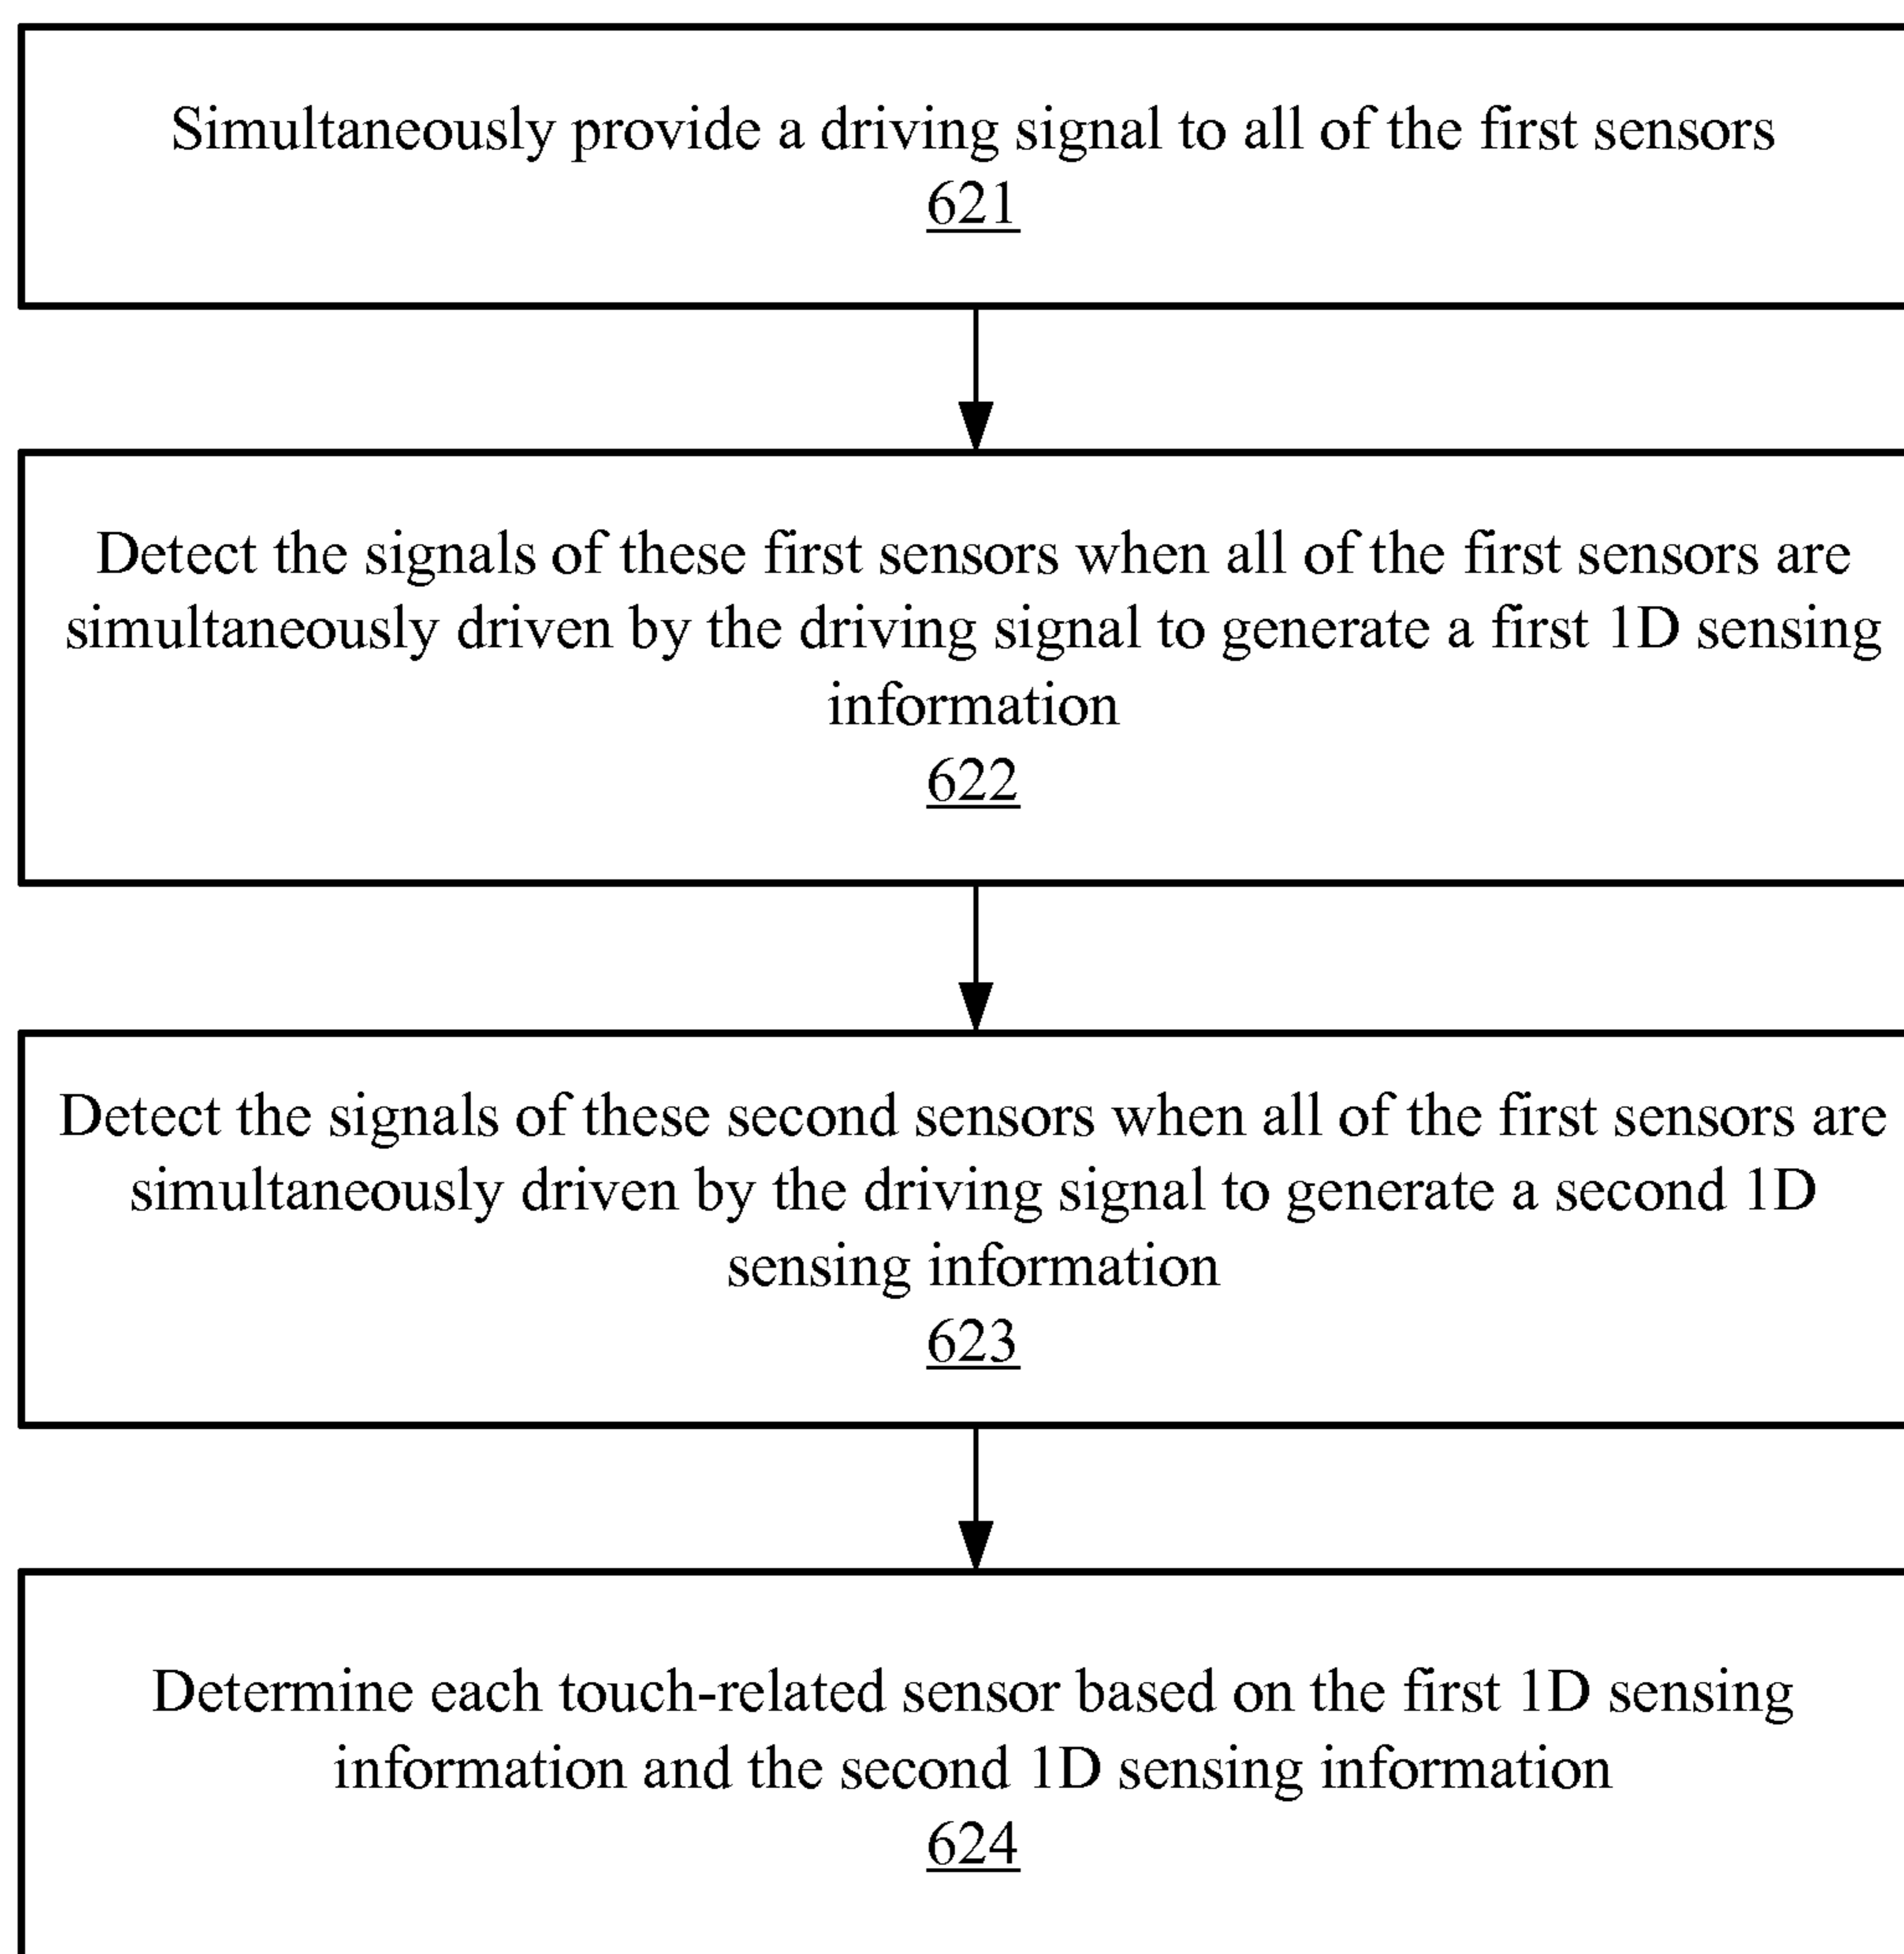 Simultaneously provide a driving signal to all of the first sensors
621
Detect the signals of these first sensors when all of the first sensors are
simultaneously driven by the driving signal to generate a first 1D sensing
information
622
Detect the signals of these second sensors when all of the first sensors are
simultaneously driven by the driving signal to generate a second 1D
sensing information
623
Determine each touch-related sensor based on the first 1D sensing
information and the second 1D sensing information
624